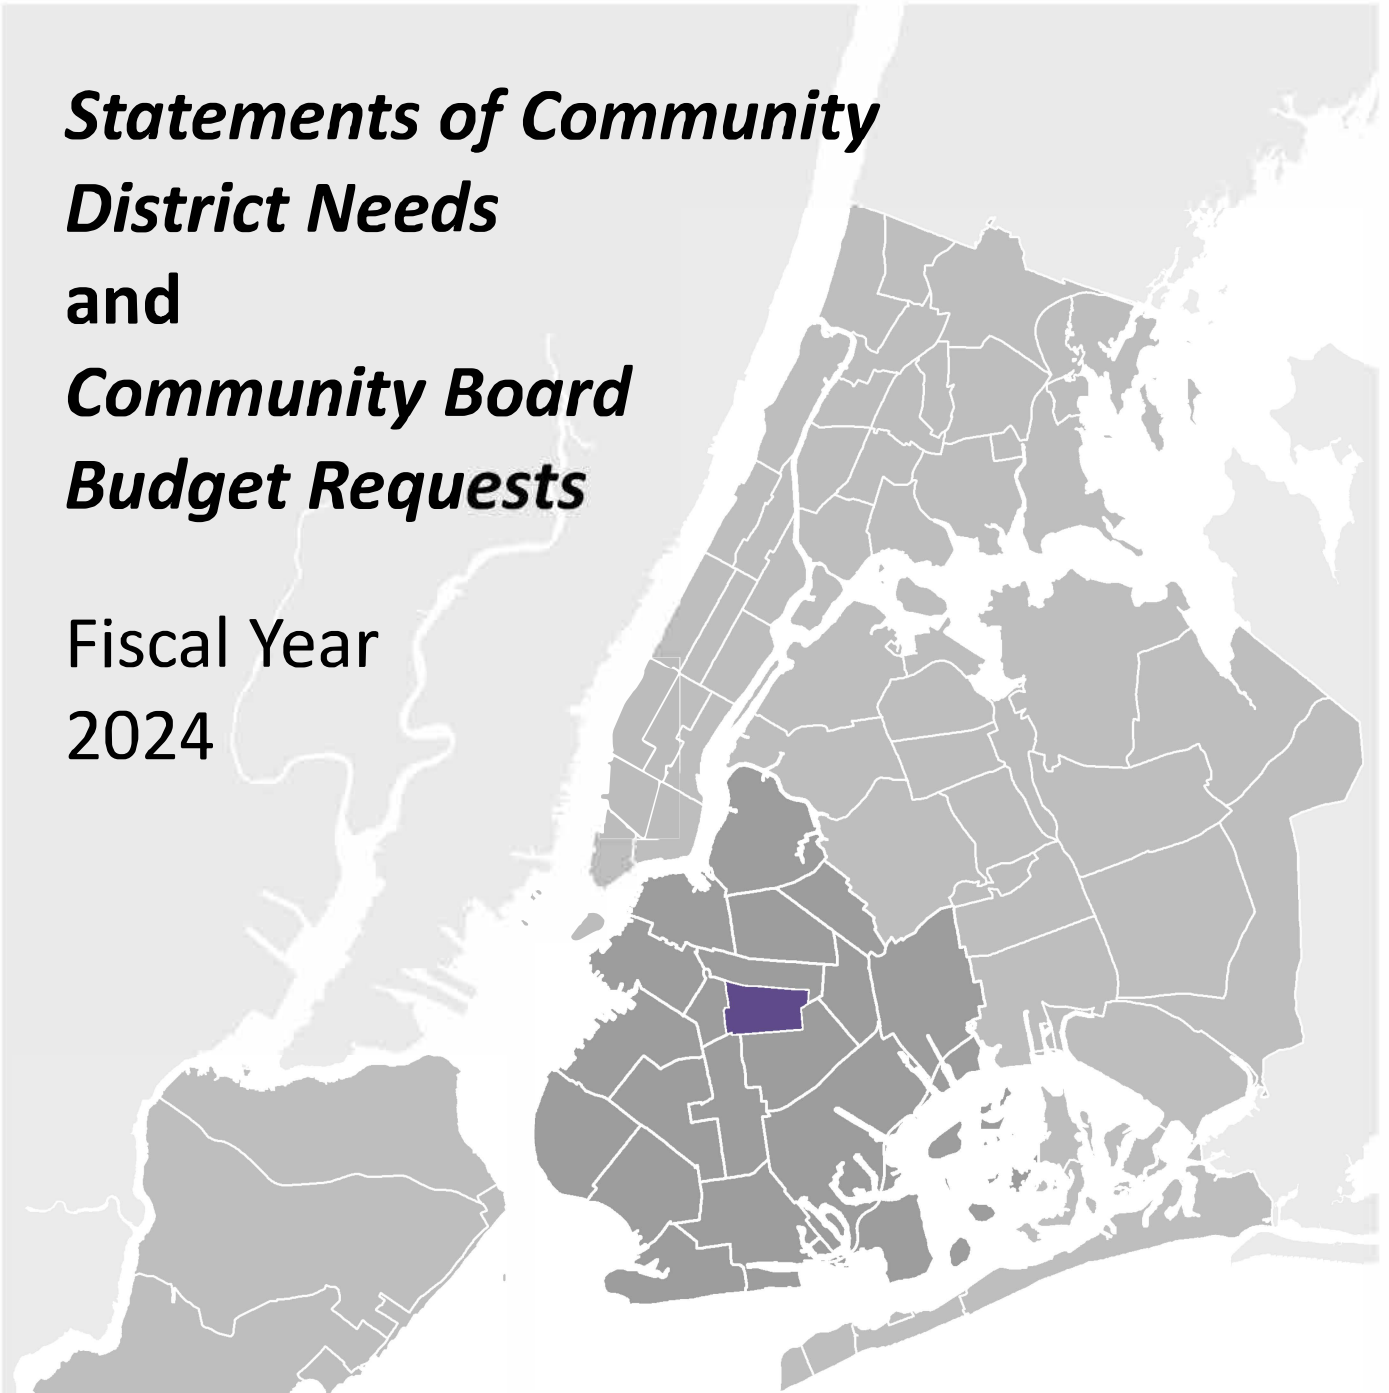 Statements of Community
District Needs
and
Community Board
Budget Requests
Fiscal Year
2024